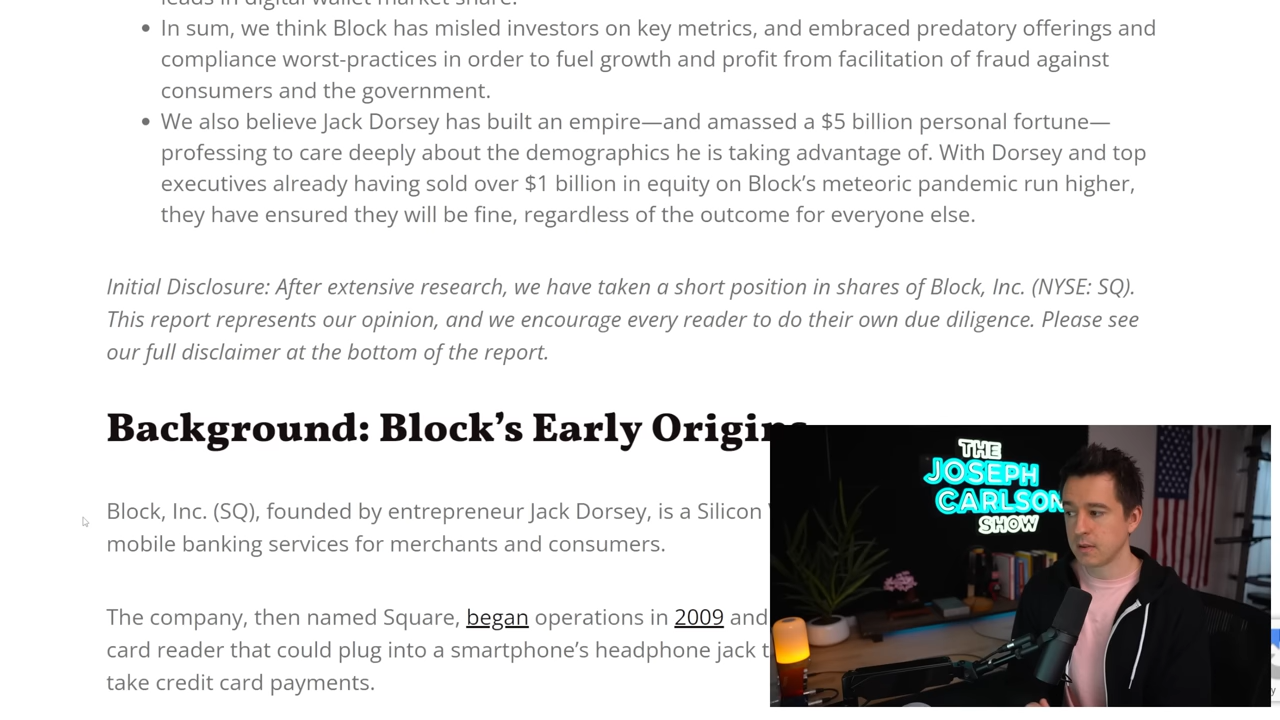 leads in digital wallet market share.
• In sum, we think Block has misled investors on key metrics, and embraced predatory offerings and
compliance worst-practices in order to fuel growth and profit from facilitation of fraud against
consumers and the government.
• We also believe Jack Dorsey has built an empire—and amassed a $5 billion personal fortune—
professing to care deeply about the demographics he is taking advantage of. With Dorsey and top
executives already having sold over $1 billion in equity on Block’s meteoric pandemic run higher,
they have ensured they will be fine, regardless of the outcome for everyone else.
Initial Disclosure: After extensive research, we have taken a short position in shares of Block, Inc. (NYSE: SQ).
This report represents our opinion, and we encourage every reader to do their own due diligence. Please see
our full disclaimer at the bottom of the report.
Background: Block’s Early Origins
Block, Inc. (SQ), founded by entrepreneur Jack Dorsey, is a Silicon
mobile banking services for merchants and consumers.
The company, then named Square, began operations in 2009 and
card reader that could plug into a smartphone’s headphone jack
take credit card payments.
THE
JOSEPH
CARLSON
SHOW